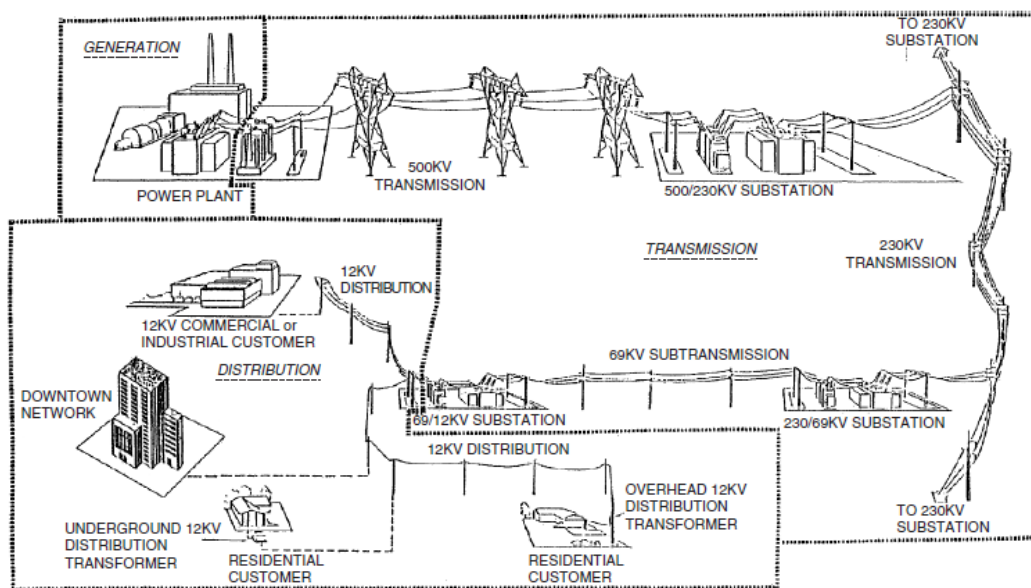 GENERATION
TO 230KV
SUBSTATION
POWER PLANT
500KV
TRANSMISSION
500/230KV SUBSTATION
TRANSMISSION
230KV
TRANSMISSION
12KV
DISTRIBUTION
12KV COMMERCIAL or
INDUSTRIAL CUSTOMER
DISTRIBUTION
69KV SUBTRANSMISSION
DOWNTOWN
NETWORK
69/12KV SUBSTATION
230/69KV SUBSTATION
12KV DISTRIBUTION
OVERHEAD 12KV
DISTRIBUTION
TRANSFORMER
TO 230KV
SUBSTATION
UNDERGROUND 12KV
DISTRIBUTION
TRANSFORMER
RESIDENTIAL
CUSTOMER
RESIDENTIAL
CUSTOMER